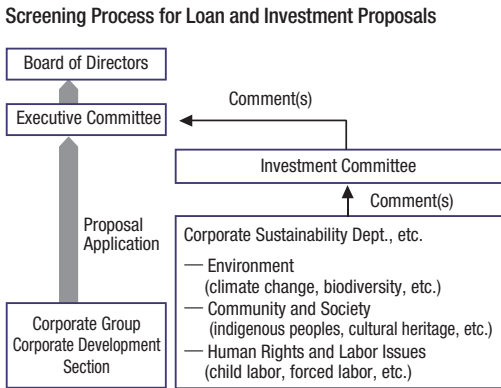 Screening Process for Loan and Investment Proposals
Board of Directors
Executive Committee
Comment(s)
Investment Committee
Comment(s)
Proposal
Application
Corporate Sustainability Dept., etc.
— Environment
(climate change, biodiversity, etc.)
— Community and Society
(indigenous peoples, cultural heritage, etc.)
— Human Rights and Labor Issues
(child labor, forced labor, etc.)
Corporate Group
Corporate Development
Section